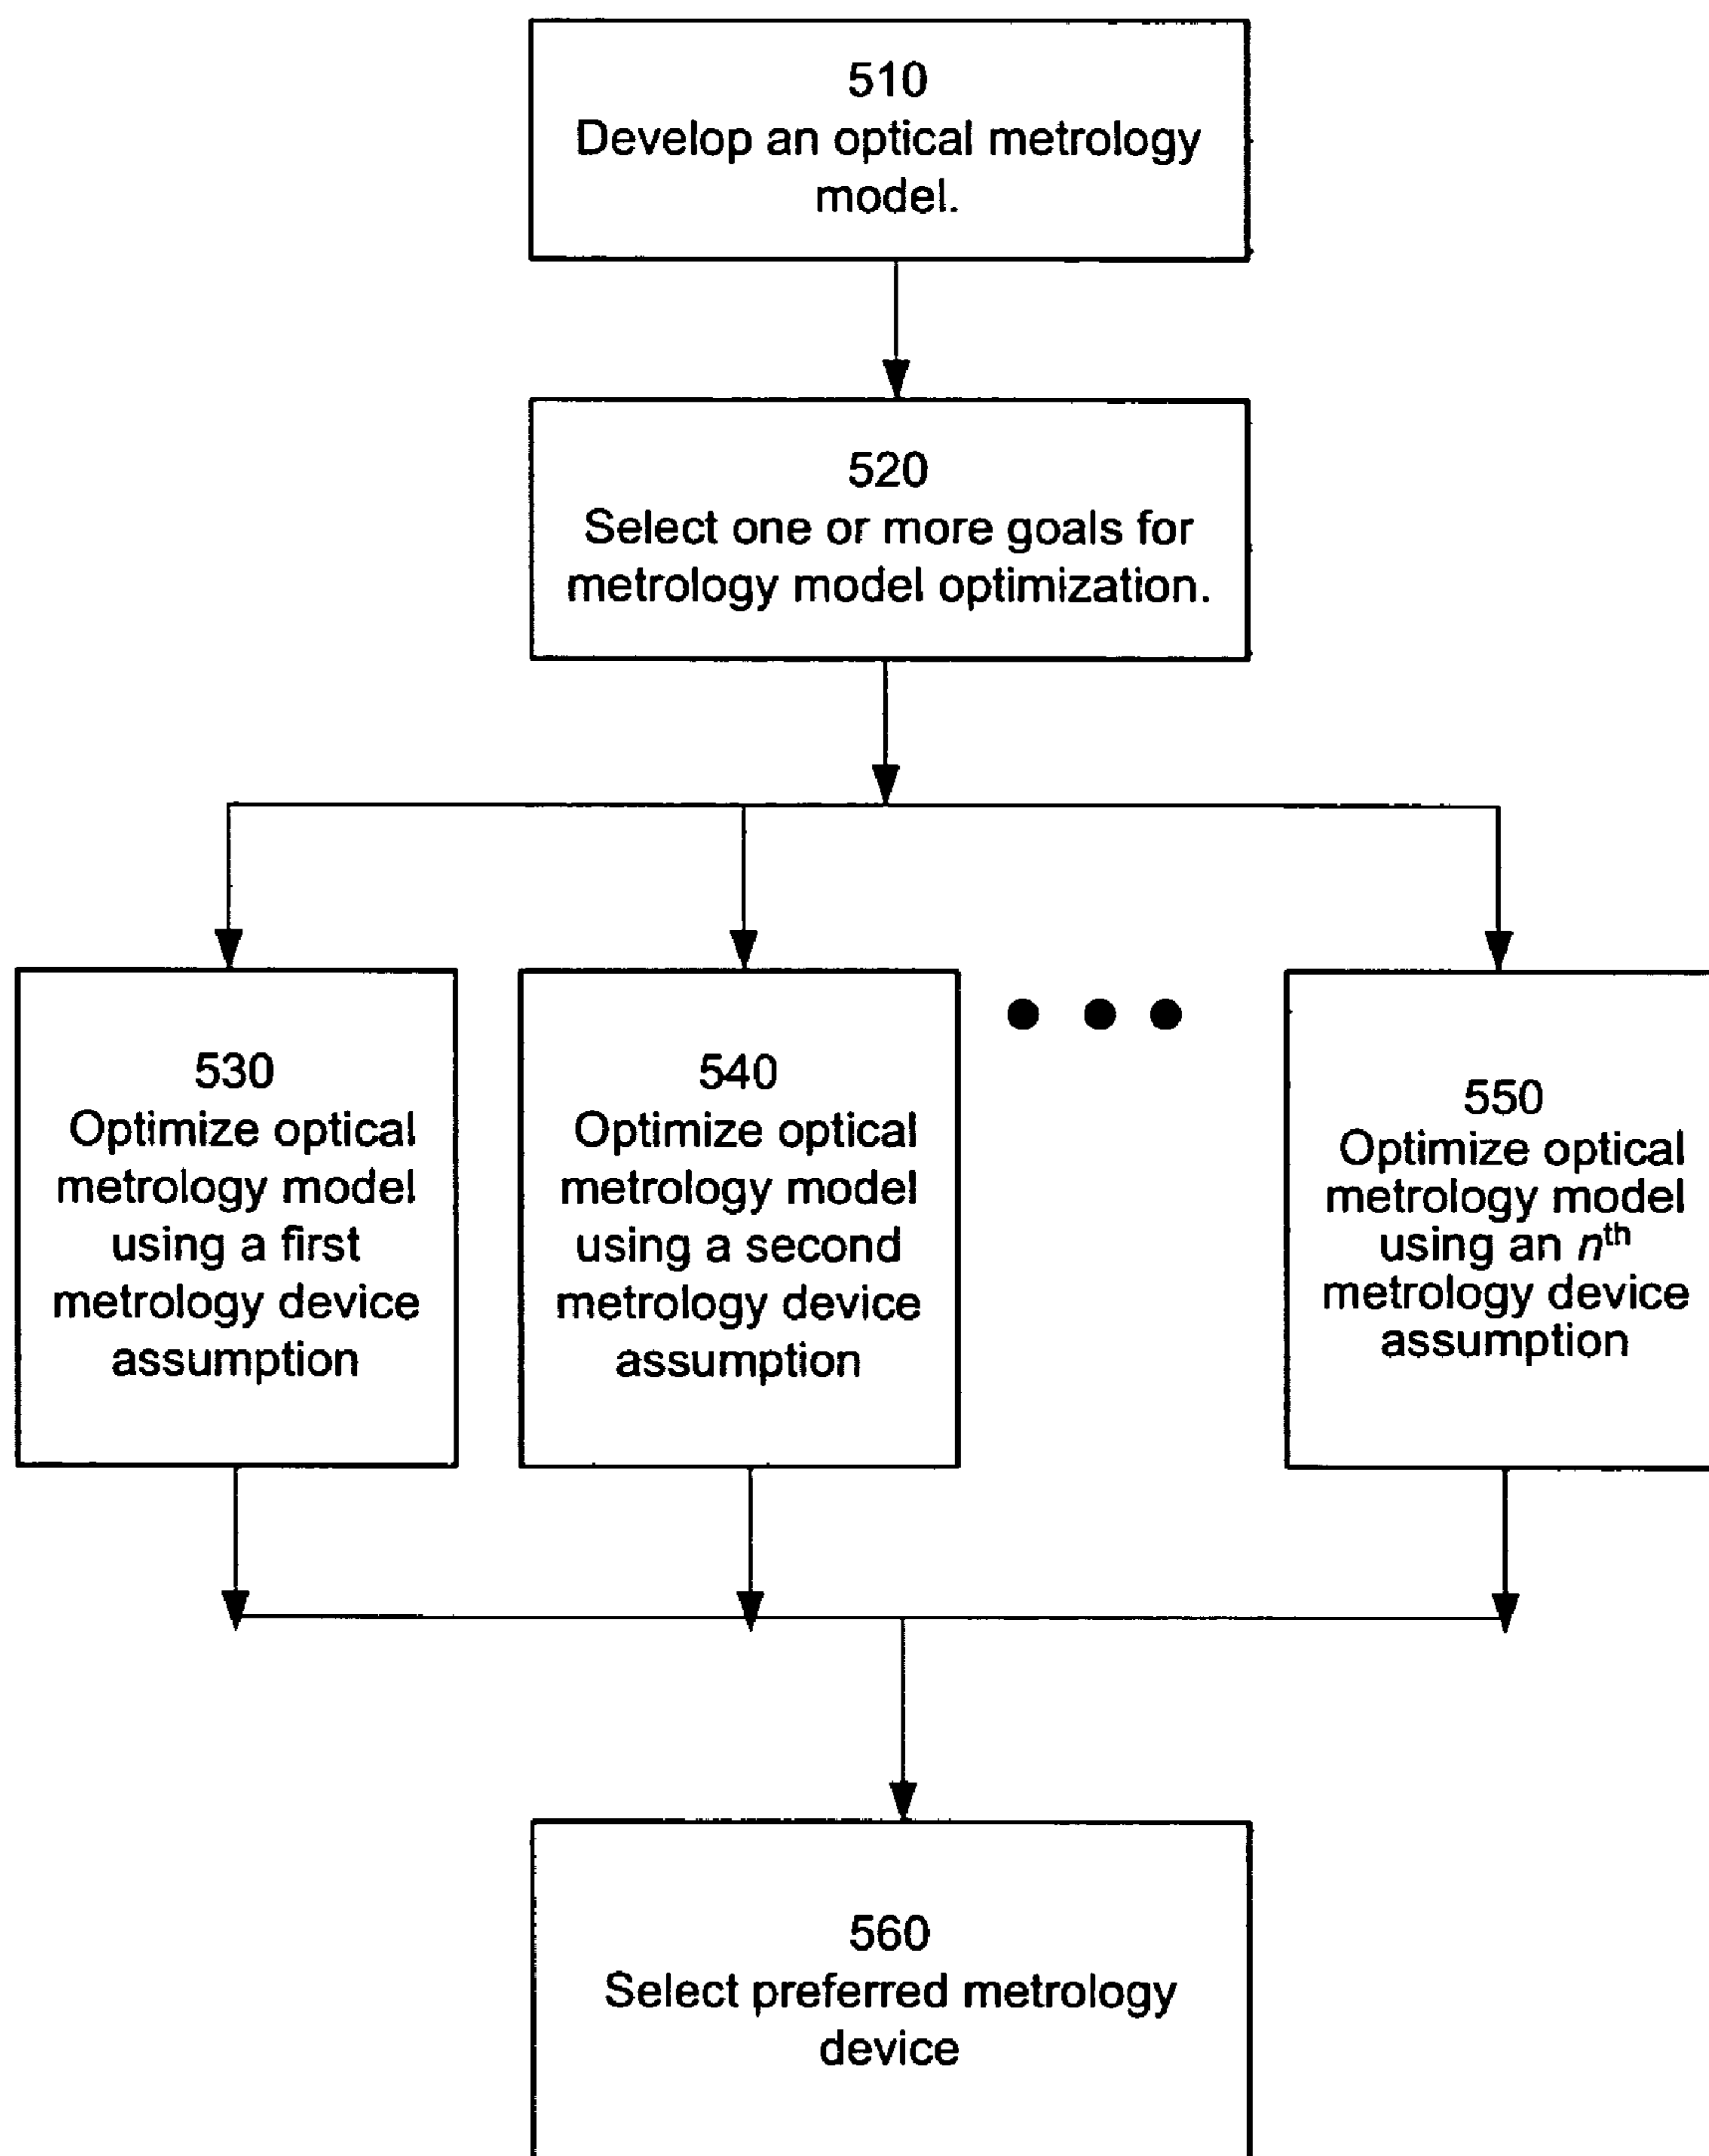 510
Develop an optical metrology
model.
520
Select one or more goals for
metrology model optimization.
530
Optimize optical
metrology model
using a first
metrology device
assumption
540
Optimize optical
metrology model
using a second
metrology device
assumption
550
Optimize optical
metrology model
using an nth
metrology device
assumption
560
Select preferred metrology
device